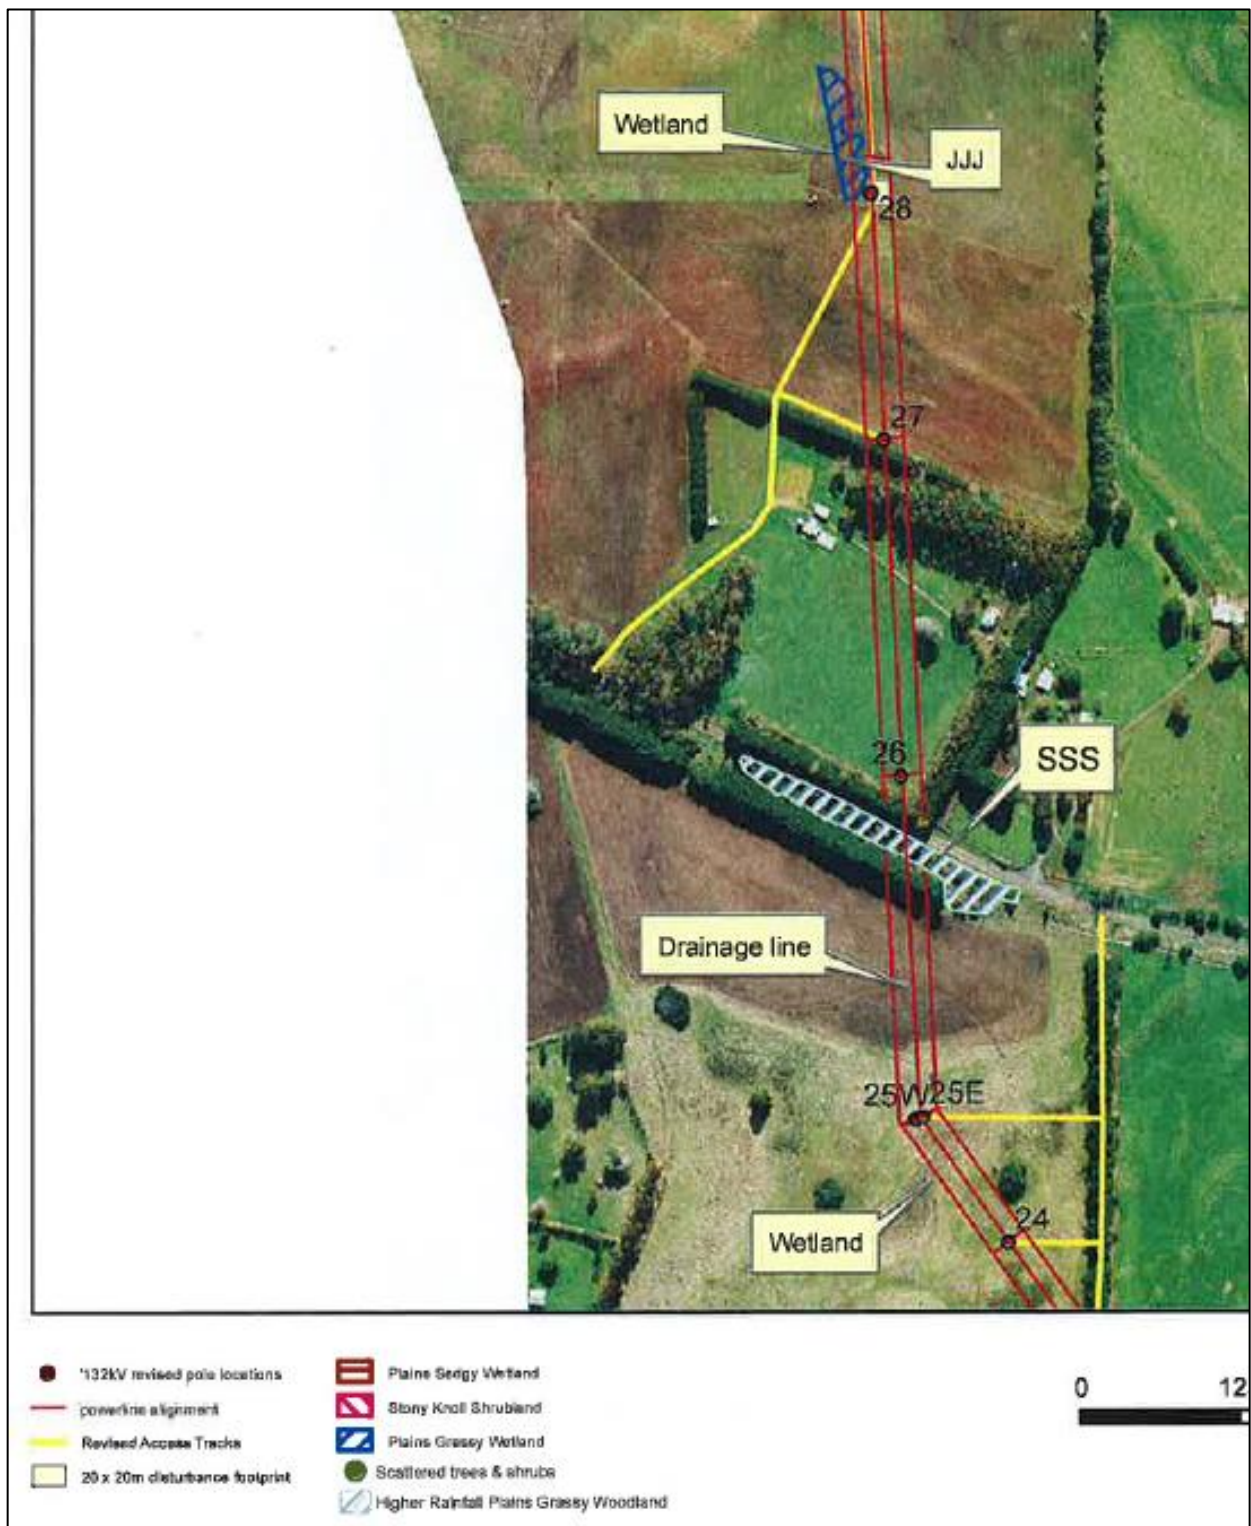 Wetland
JJJ
28
27
26
SSS
Drainage line
25W
25E
24
Wetland
'132kV revised pole locations
powerline alignment
Revised Access Tracks
20 x 20m disturbance footprint
Plains Sedgy Wetland
Stony Knoll Shrubland
Plains Grassy Wetland
Scattered trees & shrubs
Higher Rainfall Plains Grassy Woodland
0 12